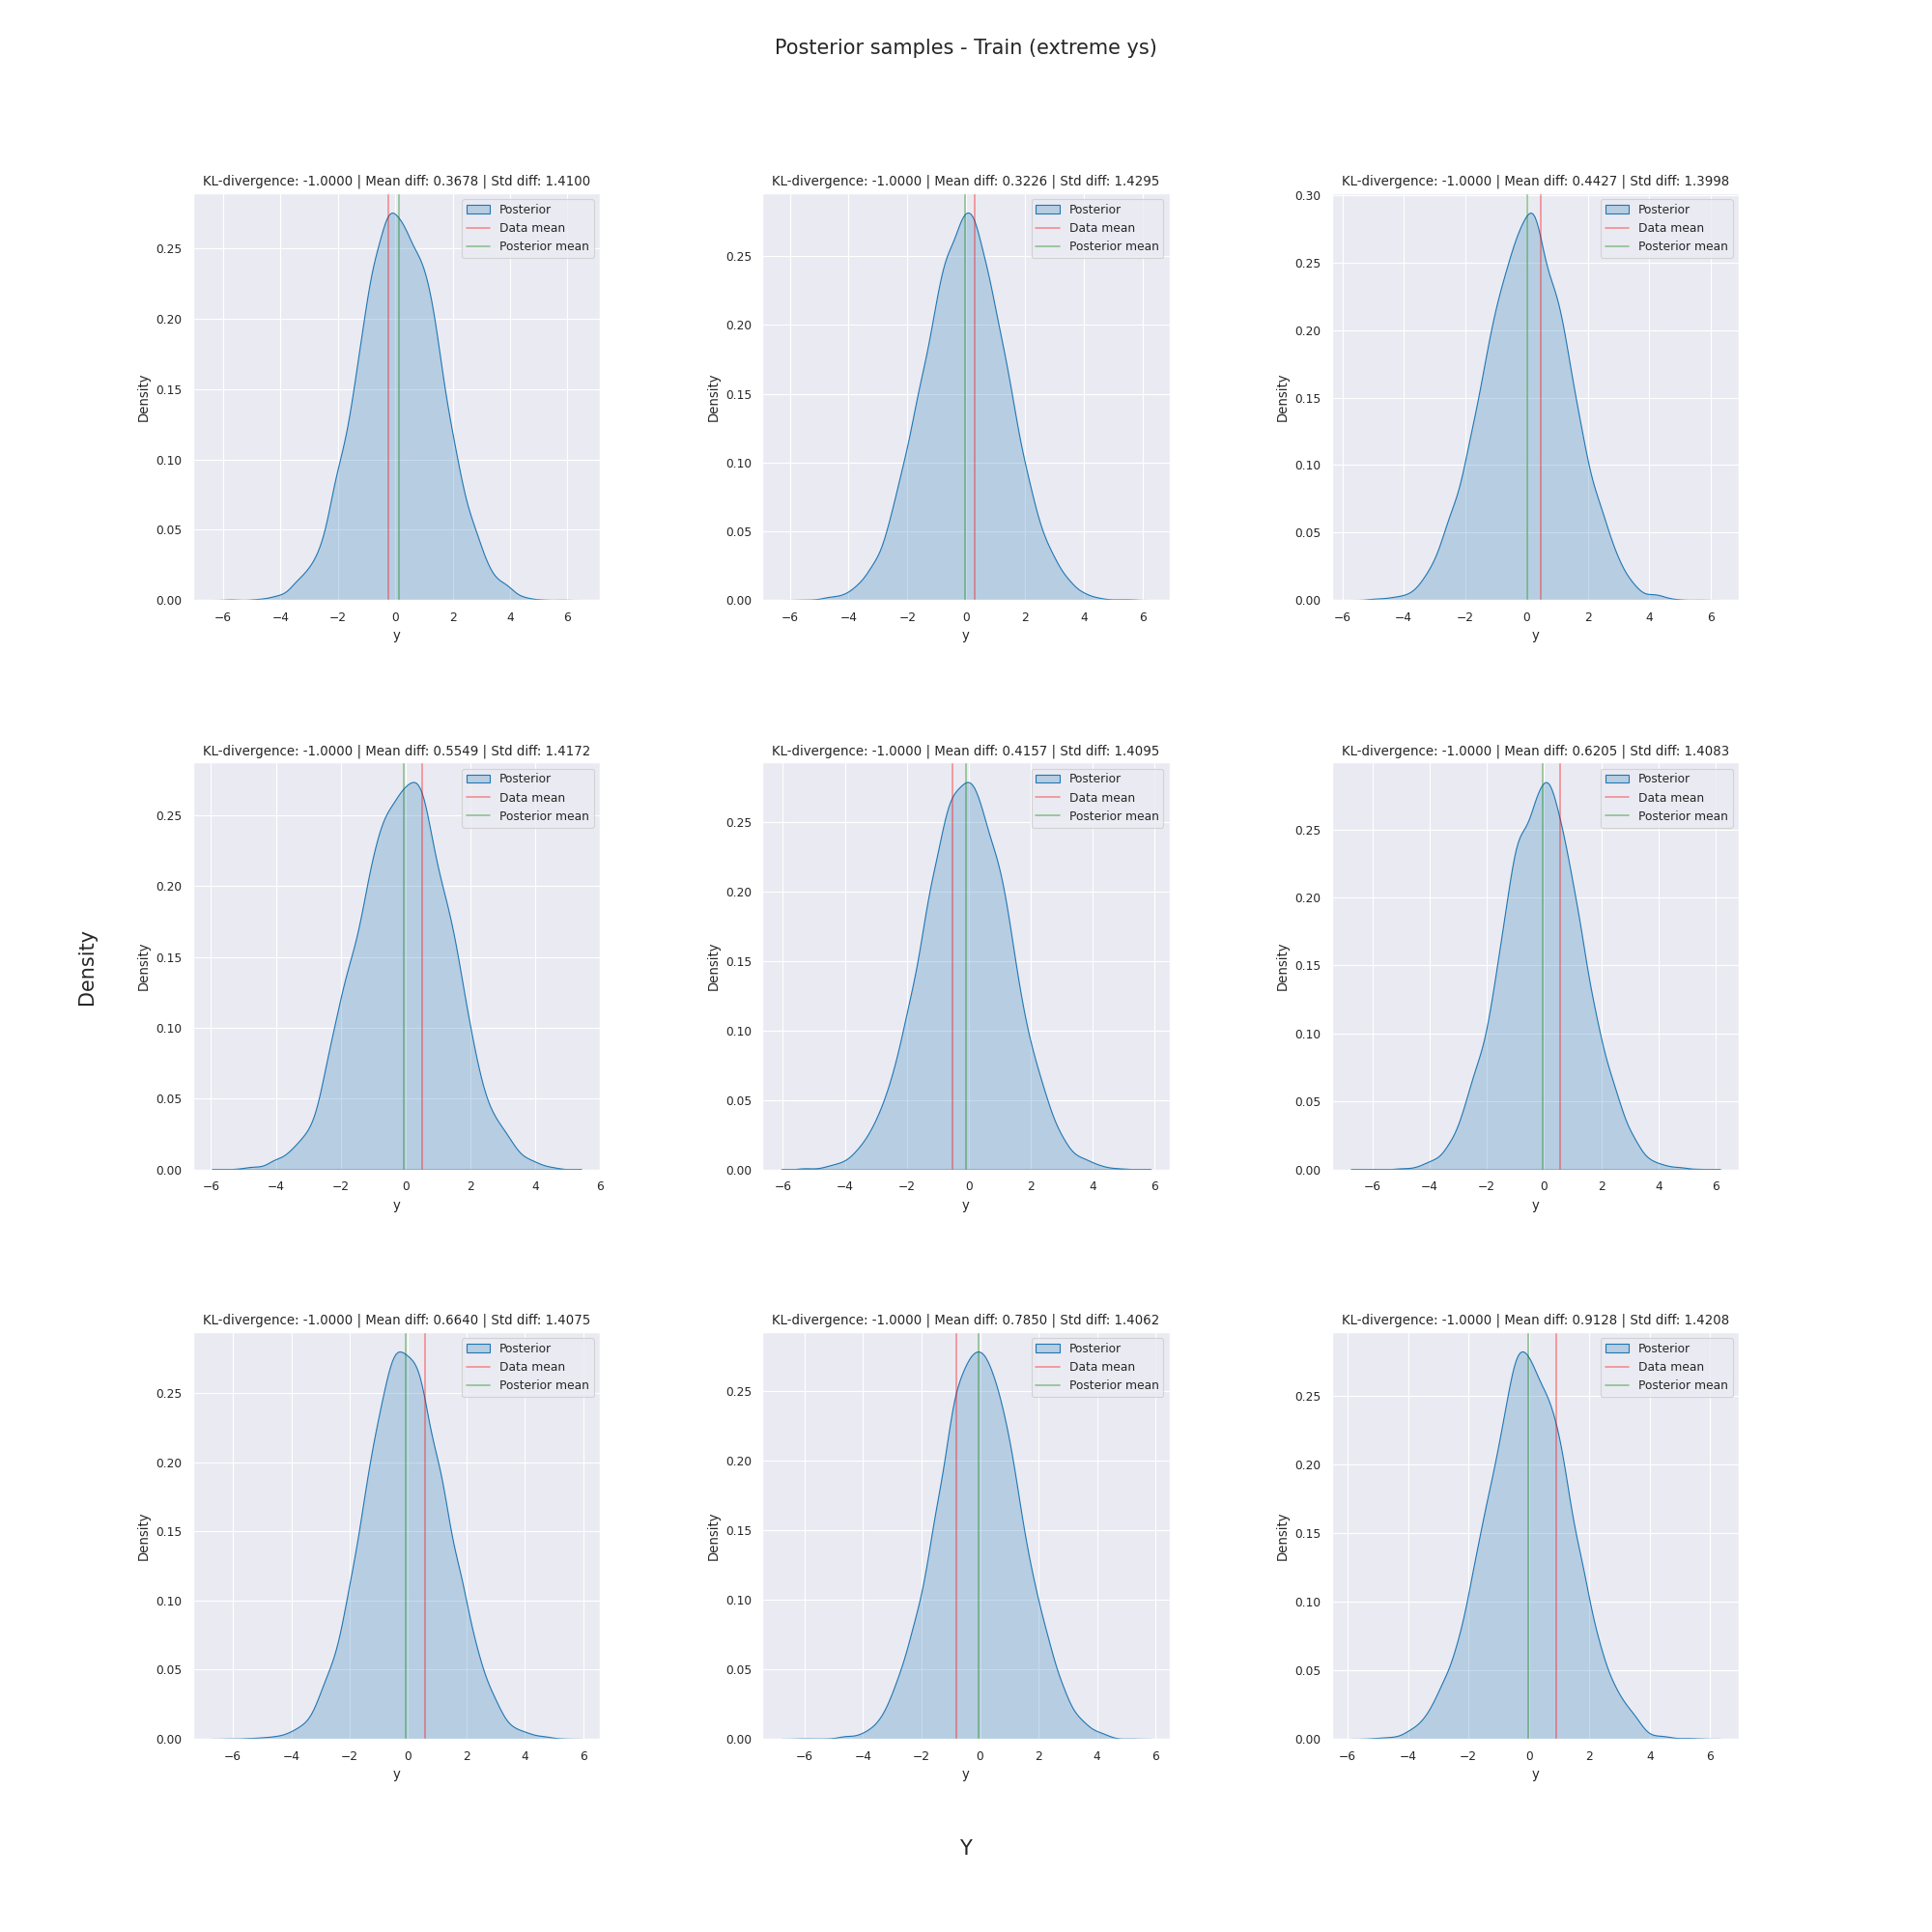 Posterior samples - Train (extreme ys)
KL-divergence: -1.0000 | Mean diff: 0.3678 | Std diff: 1.4100
Posterior
Data mean
Posterior mean
0.25
0.20
0.15
0.10
0.05
0.00
Density
−6 −4 −2 0 2 4 6
y
KL-divergence: -1.0000 | Mean diff: 0.3226 | Std diff: 1.4295
Posterior
Data mean
Posterior mean
0.25
0.20
0.15
0.10
0.05
0.00
Density
−6 −4 −2 0 2 4 6
y
KL-divergence: -1.0000 | Mean diff: 0.4427 | Std diff: 1.3998
Posterior
Data mean
Posterior mean
0.30
0.25
0.20
0.15
0.10
0.05
0.00
Density
−6 −4 −2 0 2 4 6
y
Density
KL-divergence: -1.0000 | Mean diff: 0.5549 | Std diff: 1.4172
Posterior
Data mean
Posterior mean
0.25
0.20
0.15
0.10
0.05
0.00
Density
−6 −4 −2 0 2 4 6
y
KL-divergence: -1.0000 | Mean diff: 0.4157 | Std diff: 1.4095
Posterior
Data mean
Posterior mean
0.25
0.20
0.15
0.10
0.05
0.00
Density
−6 −4 −2 0 2 4 6
y
KL-divergence: -1.0000 | Mean diff: 0.6205 | Std diff: 1.4083
Posterior
Data mean
Posterior mean
0.25
0.20
0.15
0.10
0.05
0.00
Density
−6 −4 −2 0 2 4 6
y
KL-divergence: -1.0000 | Mean diff: 0.6640 | Std diff: 1.4075
Posterior
Data mean
Posterior mean
0.25
0.20
0.15
0.10
0.05
0.00
Density
−6 −4 −2 0 2 4 6
y
KL-divergence: -1.0000 | Mean diff: 0.7850 | Std diff: 1.4062
Posterior
Data mean
Posterior mean
0.25
0.20
0.15
0.10
0.05
0.00
Density
−6 −4 −2 0 2 4 6
y
KL-divergence: -1.0000 | Mean diff: 0.9128 | Std diff: 1.4208
Posterior
Data mean
Posterior mean
0.25
0.20
0.15
0.10
0.05
0.00
Density
−6 −4 −2 0 2 4 6
y
Y